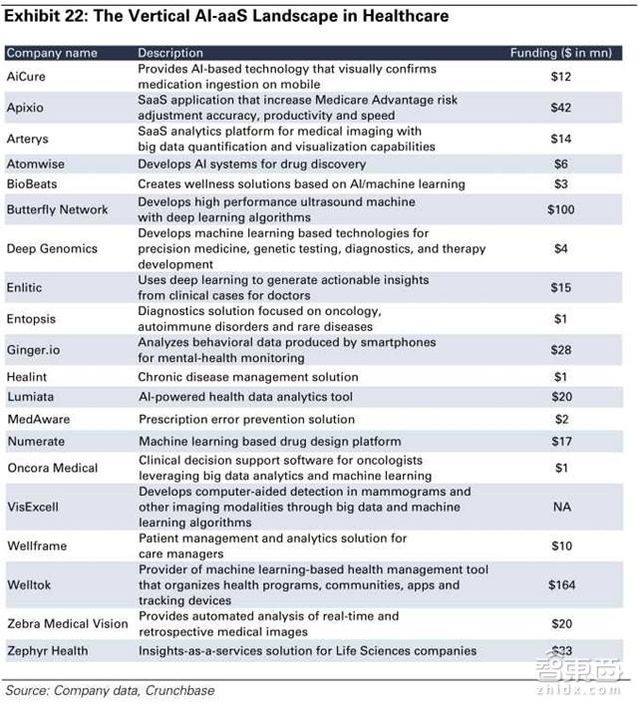 Exhibit 22: The Vertical AI-aaS Landscape in Healthcare
Company name Description Funding ($ in mn)
AiCure Provides AI-based technology that visually confirms
medication ingestion on mobile $12
Apixio SaaS application that increase Medicare Advantage risk
adjustment accuracy, productivity and speed $42
Arterys SaaS analytics platform for medical imaging with
big data quantification and visualization capabilities $14
Atomwise Develops AI systems for drug discovery $6
BioBeats Creates wellness solutions based on AI/machine learning $3
Butterfly Network Develops high performance ultrasound machine
with deep learning algorithms $100
Deep Genomics Develops machine learning based technologies for
precision medicine, genetic testing, diagnostics, and therapy
development $4
Enlitic Uses deep learning to generate actionable insights
from clinical cases for doctors $15
Entopsis Diagnostics solution focused on oncology,
autoimmune disorders and rare diseases $1
Ginger.io Analyzes behavioral data produced by smartphones
for mental-health monitoring $28
Healint Chronic disease management solution $1
Lumiata AI-powered health data analytics tool $20
MedAware Prescription error prevention solution $2
Numerate Machine learning based drug design platform $17
Oncora Medical Clinical decision support software for oncologists
leveraging big data analytics and machine learning $1
VisExcell Develops computer-aided detection in mammograms and
other imaging modalities through big data and machine
learning algorithms NA
Wellframe Patient management and analytics solution for
care managers $10
Welltok Provider of machine learning-based health management tool
that organizes health programs, communities, apps and
tracking devices $164
Zebra Medical Vision Provides automated analysis of real-time and
retrospective medical images $20
Zephyr Health Insights-as-a-services solution for Life Sciences companies $33
Source: Company data, Crunchbase
智東西
zhidx.com